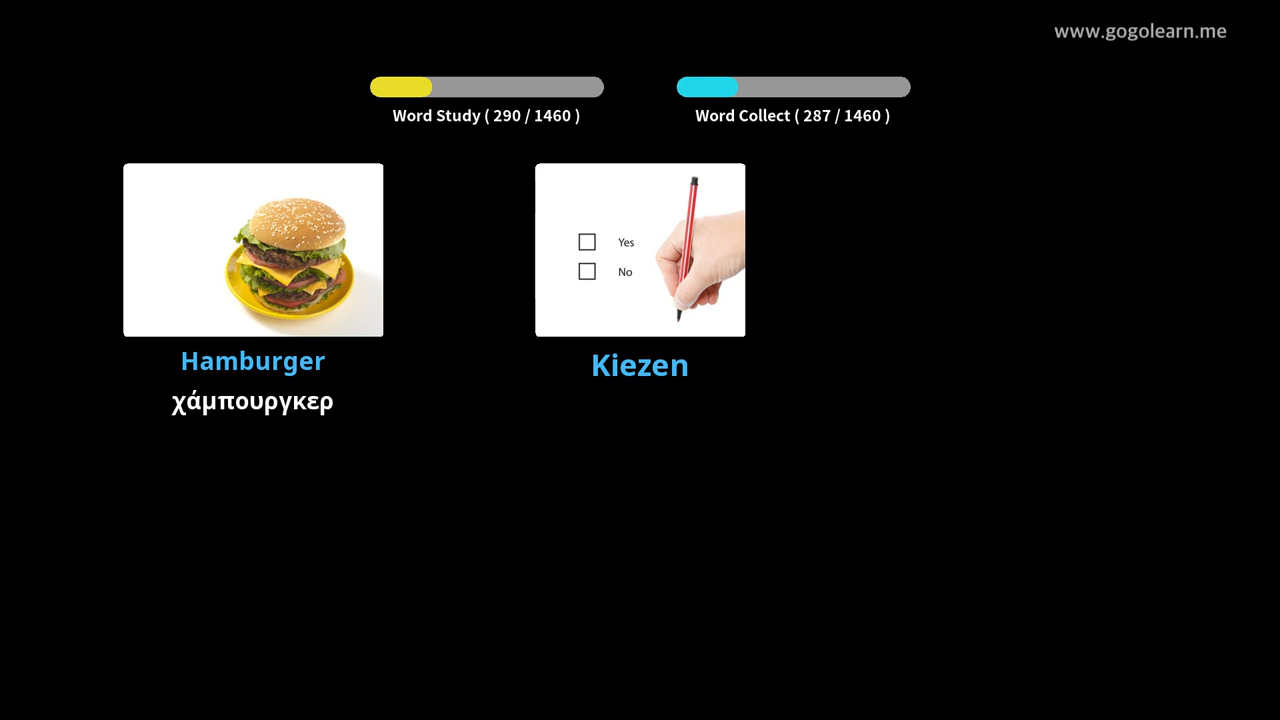 www.gogolearn.me
Word Study ( 290 / 1460 )
Word Collect ( 287 / 1460 )
Yes
No
Hamburger
χάμπουργκερ
Kiezen